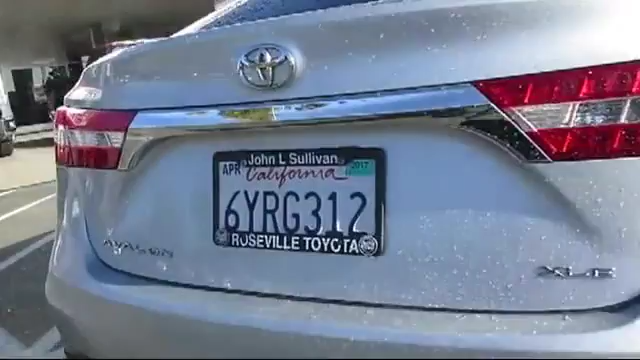 John L Sullivan
APR California 2017
6YRG312
ROSEVILLE TOYOTA
AVALON XLE